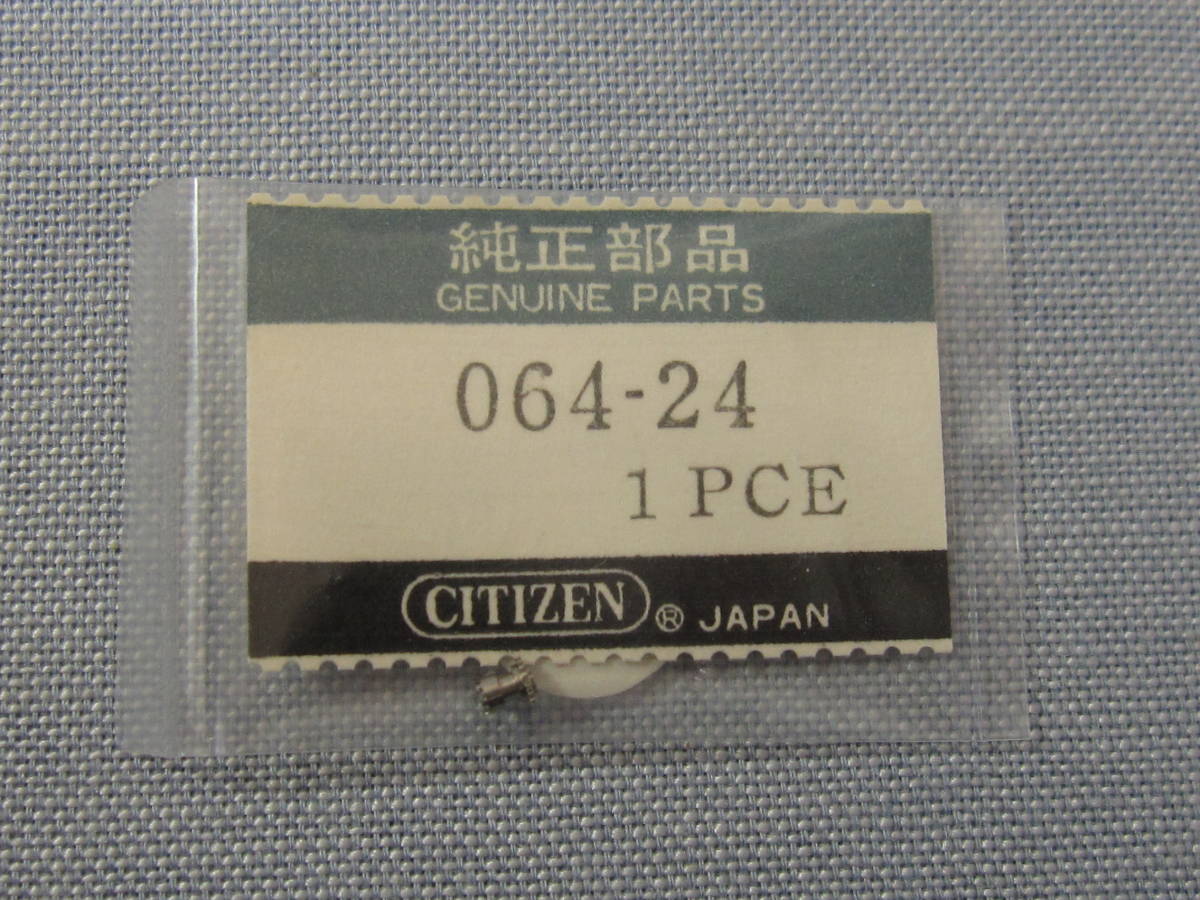 純正部品
GENUINE PARTS
064-24
1 PCE
CITIZEN ® JAPAN